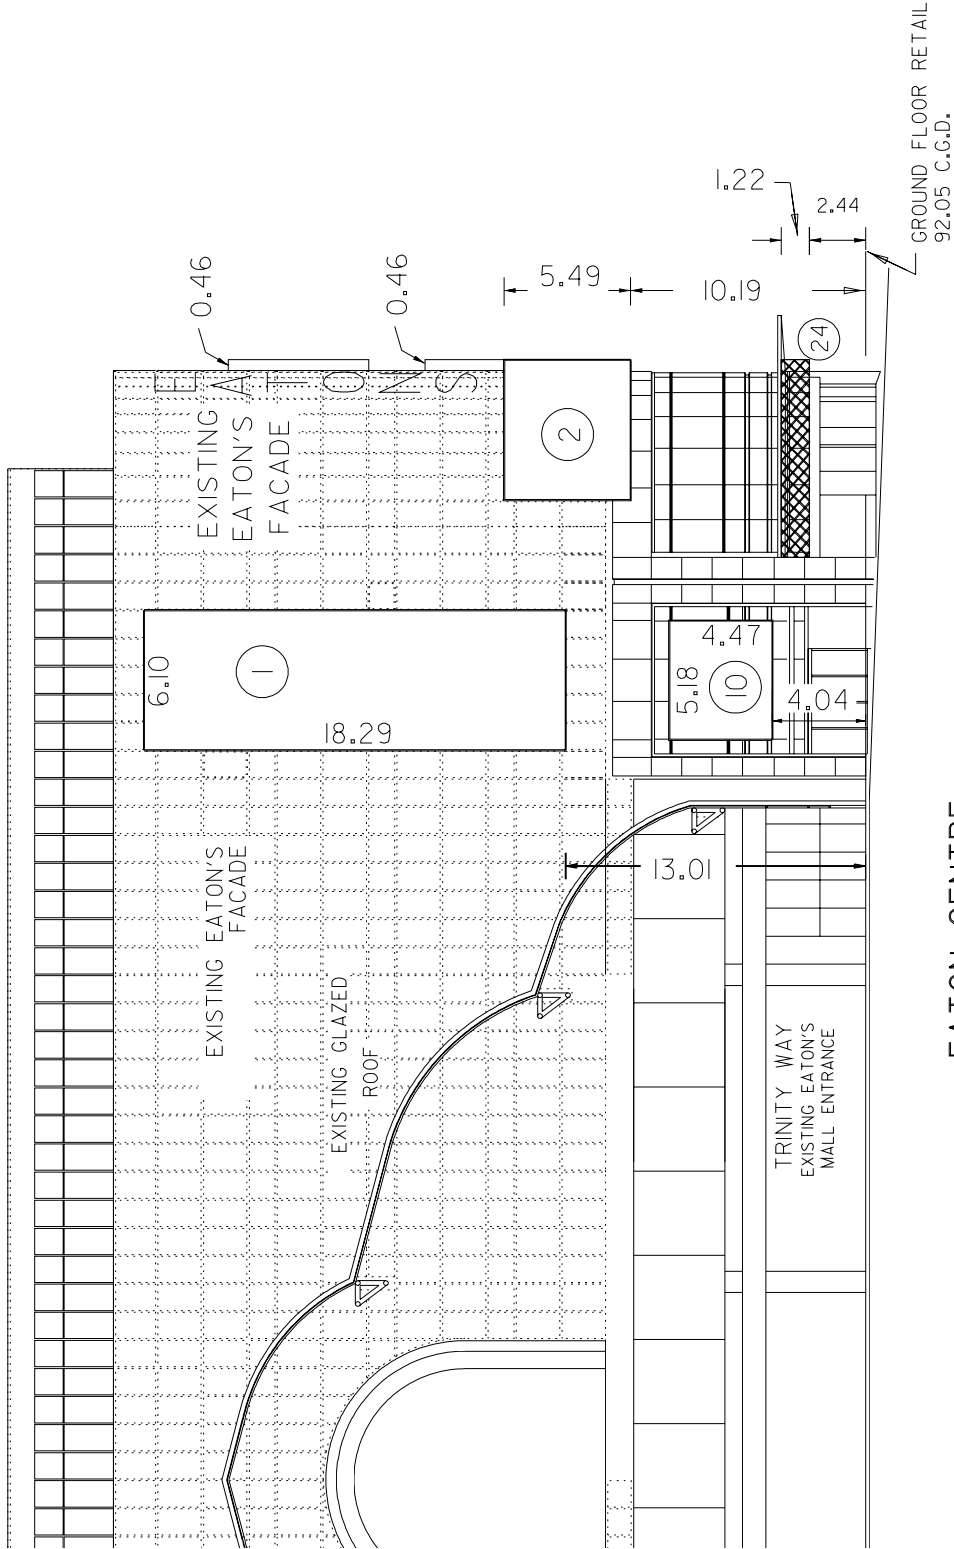 0.46
0.46
5.49
10.19
1.22
2.44
GROUND FLOOR RETAIL
92.05 C.G.D.
EATONS
EXISTING
EATON'S
FACADE
2
24
6.10
1
18.29
5.18
4.47
10
4.04
EXISTING EATON'S
FACADE
13.01
EXISTING GLAZED
ROOF
TRINITY WAY
EXISTING EATON'S
MALL ENTRANCE